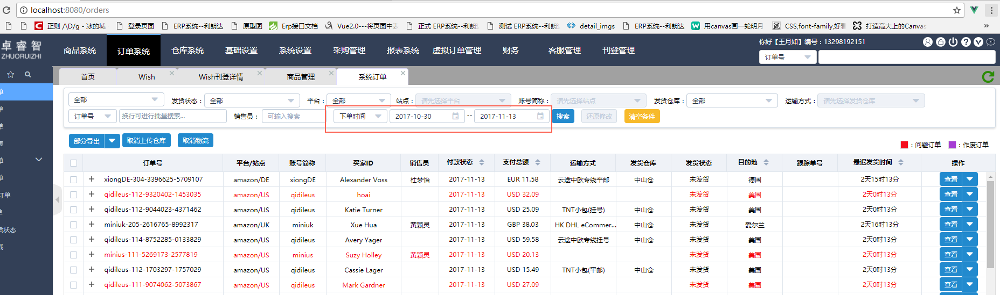 localhost:8080/orders
正则 /\D/g - 冰的城
登录页面
ERP系统--利朗达
原型图
Erp接口文档
Vue2.0---将页面中表
正式 ERP系统--利朗达
测试 ERP系统--利朗达
detail_imgs
ERP系统--利朗达
用canvas画一轮明月
CSS,font-family,好看
打造高大上的Canvas
»
卓睿智
ZHUORUIZHI
商品系统
订单系统
仓库系统
基础设置
系统设置
采购管理
报表系统
虚拟订单管理
财务
客服管理
刊登管理
你好【王月如】编号：13298192151
订单号
首页
Wish
Wish刊登详情
商品管理
系统订单
单
单
单
表
单
单
订单
单
货状态
全部
发货状态：
全部
平台：
全部
站点：
请先选择平台
账号简称：
请先选择站点
发货仓库：
全部
运输方式：
请先选择发货仓库
订单号
换行可进行批量搜索...
销售员：
可输入搜索
下单时间
2017-10-30
--
2017-11-13
搜索
还原修改
清空条件
部分导出
取消上传仓库
取消物流
：问题订单
：作废订单
订单号 平台/站点 账号简称 买家ID 销售员 付款状态 支付总额 运输方式 发货仓库 发货状态 目的地 跟踪单号 最迟发货时间 操作
+ xiongDE-304-3396625-5709107 amazon/DE xiongDE Alexander Voss 杜梦怡 2017-11-13 EUR 11.58 云途中欧专线平邮 中山仓 未发货 德国 2天15时13分 查看
+ qidileus-112-9320402-1453035 amazon/US qidileus hoai 2017-11-13 USD 32.09 未发货 美国 2天0时13分 查看
+ qidileus-112-9044023-4371462 amazon/US qidileus Katie Turner 2017-11-13 USD 25.09 TNT小包(挂号) 中山仓 未发货 美国 2天0时13分 查看
+ miniuk-205-2616765-8992317 amazon/UK miniuk Xue Hua 董颖灵 2017-11-13 GBP 38.03 HK DHL eCommer... 中山仓 未发货 爱尔兰 2天16时13分 查看
+ qidileus-114-8752285-0133829 amazon/US qidileus Avery Yager 2017-11-13 USD 59.58 云途中欧专线挂号 中山仓 未发货 美国 2天0时13分 查看
+ minius-111-5269173-2577819 amazon/US minius Suzy Holley 董颖灵 2017-11-13 USD 20.13 未发货 美国 2天0时13分 查看
+ qidileus-112-1703297-1757029 amazon/US qidileus Cassie Lager 2017-11-13 USD 15.49 TNT小包(平邮) 中山仓 未发货 美国 2天0时13分 查看
+ qidileus-111-9074062-5073867 amazon/US qidileus Mark Gardner 2017-11-13 USD 27.09 未发货 美国 2天0时13分 查看